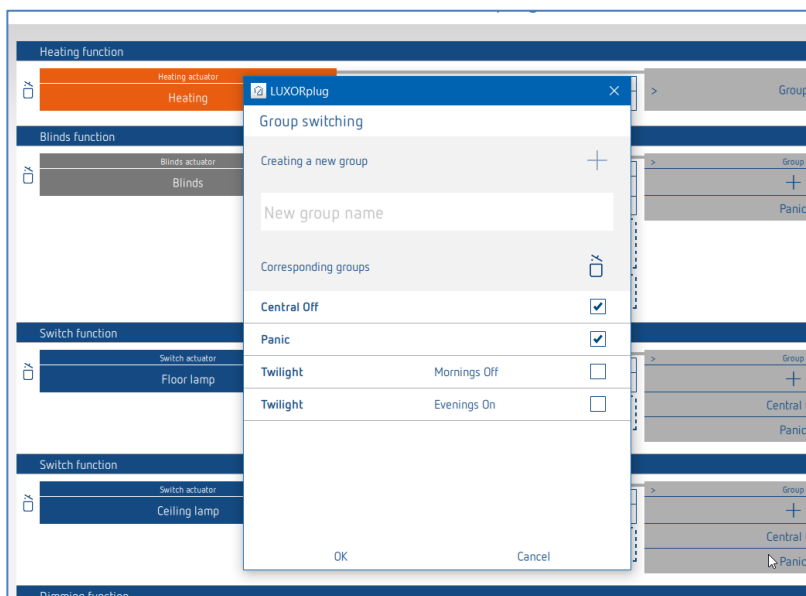 Heating function
Heating actuator
Heating
> Group
Blinds function
Blinds actuator
Blinds
> Group
Panic
Switch function
Switch actuator
Floor lamp
Group
Central
Panic
Switch function
Switch actuator
Ceiling lamp
> Group
Central
Panic
Dimming function
LUXORplug
Group switching
Creating a new group
New group name
Corresponding groups
Central Off
Panic
Twilight Mornings Off
Twilight Evenings On
OK Cancel